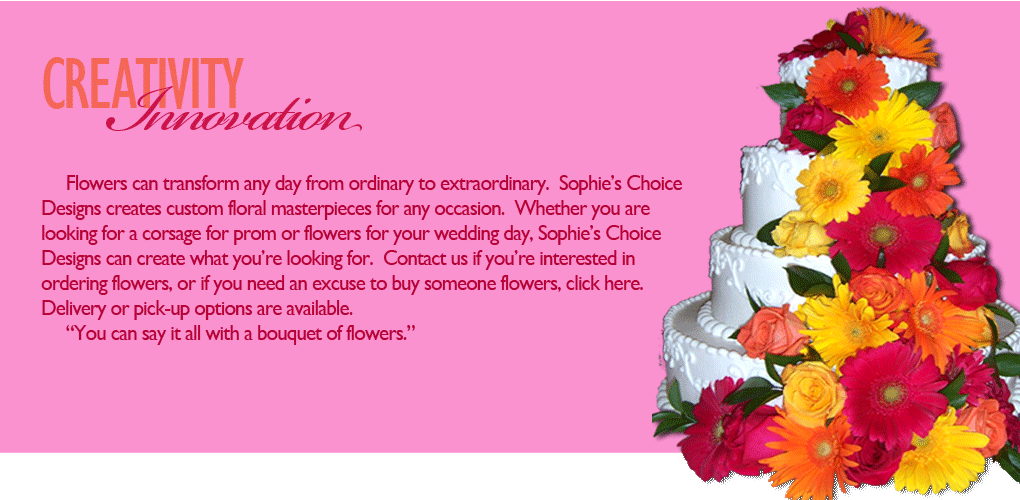 CREATIVITY
Innovation
Flowers can transform any day from ordinary to extraordinary.  Sophie’s Choice
Designs creates custom floral masterpieces for any occasion.  Whether you are
looking for a corsage for prom or flowers for your wedding day, Sophie’s Choice
Designs can create what you’re looking for.  Contact us if you’re interested in
ordering flowers, or if you need an excuse to buy someone flowers, click here.
Delivery or pick-up options are available.
“You can say it all with a bouquet of flowers.”